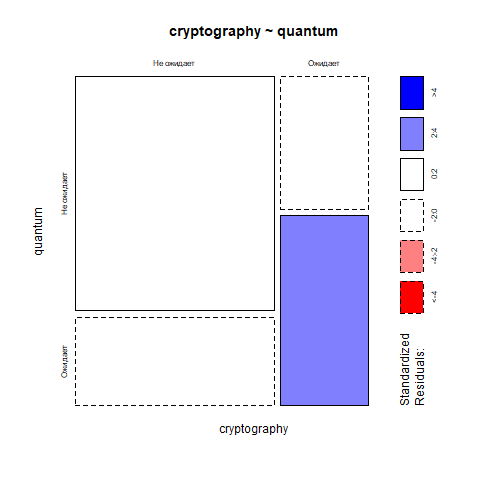 cryptography ~ quantum
Не ожидает
Ожидает
quantum
Не ожидает
Ожидает
cryptography
>4
2:4
0:2
-2:0
-4:-2
<-4
Standardized
Residuals: